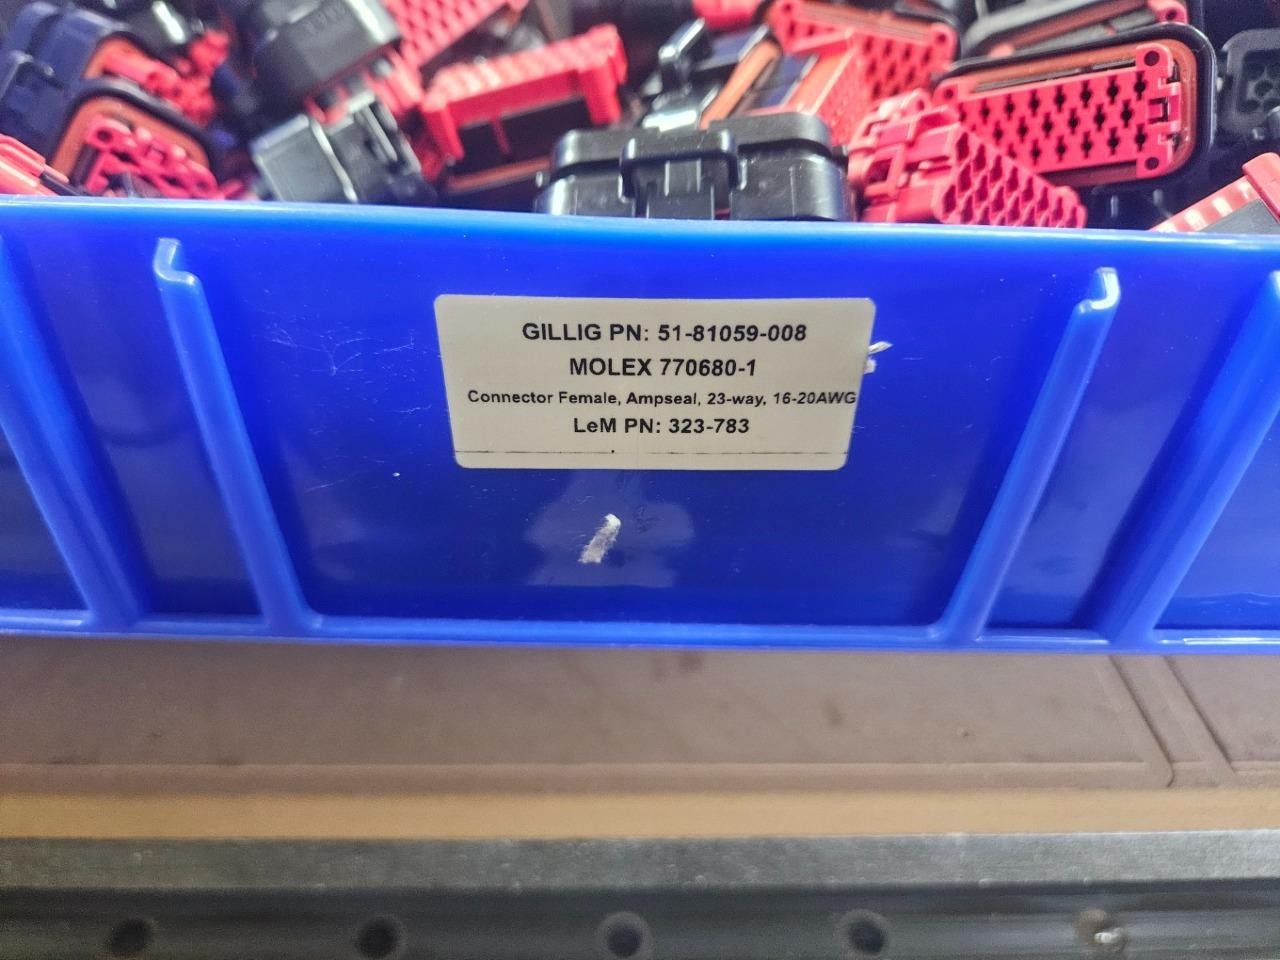 GILLIG PN: 51-81059-008
MOLEX 770680-1
Connector Female, Ampseal, 23-way, 16-20AWG
LeM PN: 323-783